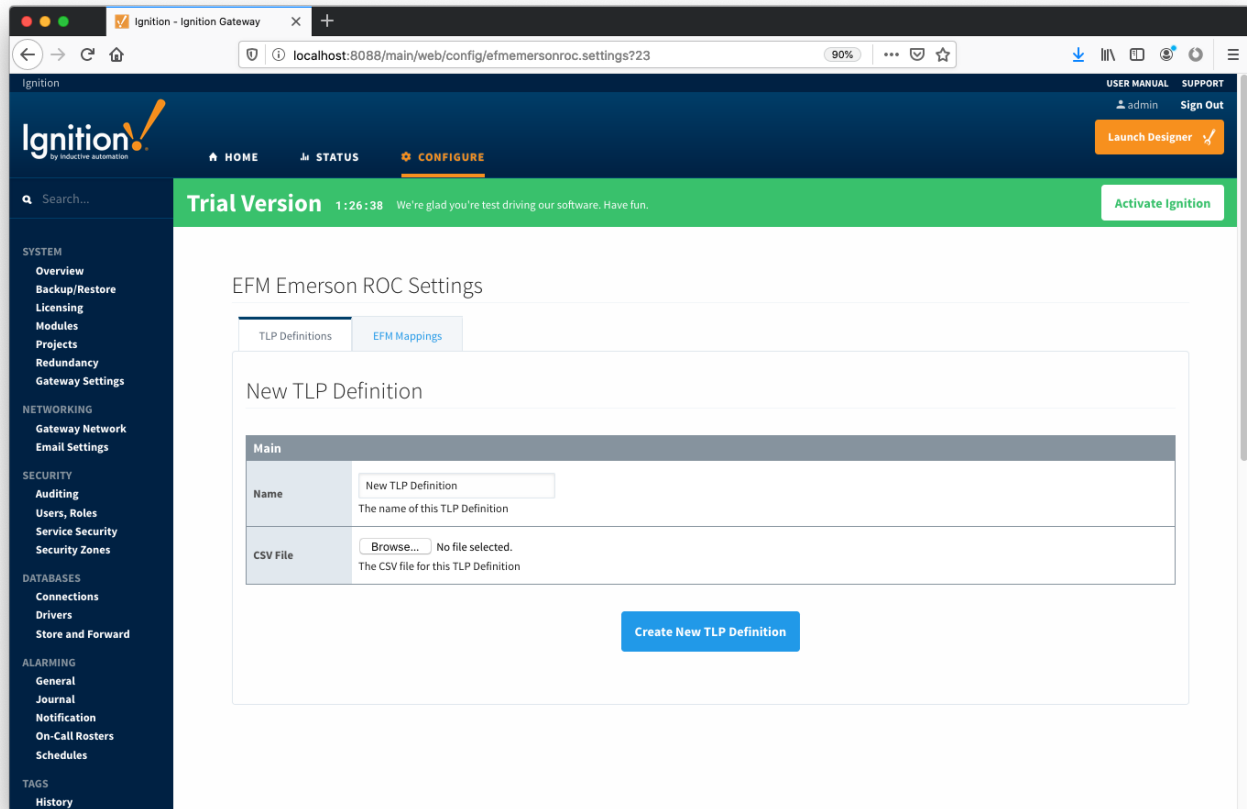 Ignition - Ignition Gateway
localhost:8088/main/web/config/efmemersonroc.settings?23
90%
Ignition
USER MANUAL SUPPORT
admin Sign Out
Ignition!
by inductive automation
Launch Designer
HOME STATUS CONFIGURE
Search...
Trial Version 1:26:38 We're glad you're test driving our software. Have fun.
Activate Ignition
SYSTEM
Overview
Backup/Restore
Licensing
Modules
Projects
Redundancy
Gateway Settings
NETWORKING
Gateway Network
Email Settings
SECURITY
Auditing
Users, Roles
Service Security
Security Zones
DATABASES
Connections
Drivers
Store and Forward
ALARMING
General
Journal
Notification
On-Call Rosters
Schedules
TAGS
History
EFM Emerson ROC Settings
TLP Definitions EFM Mappings
New TLP Definition
Main
Name New TLP Definition
The name of this TLP Definition
CSV File Browse... No file selected.
The CSV file for this TLP Definition
Create New TLP Definition